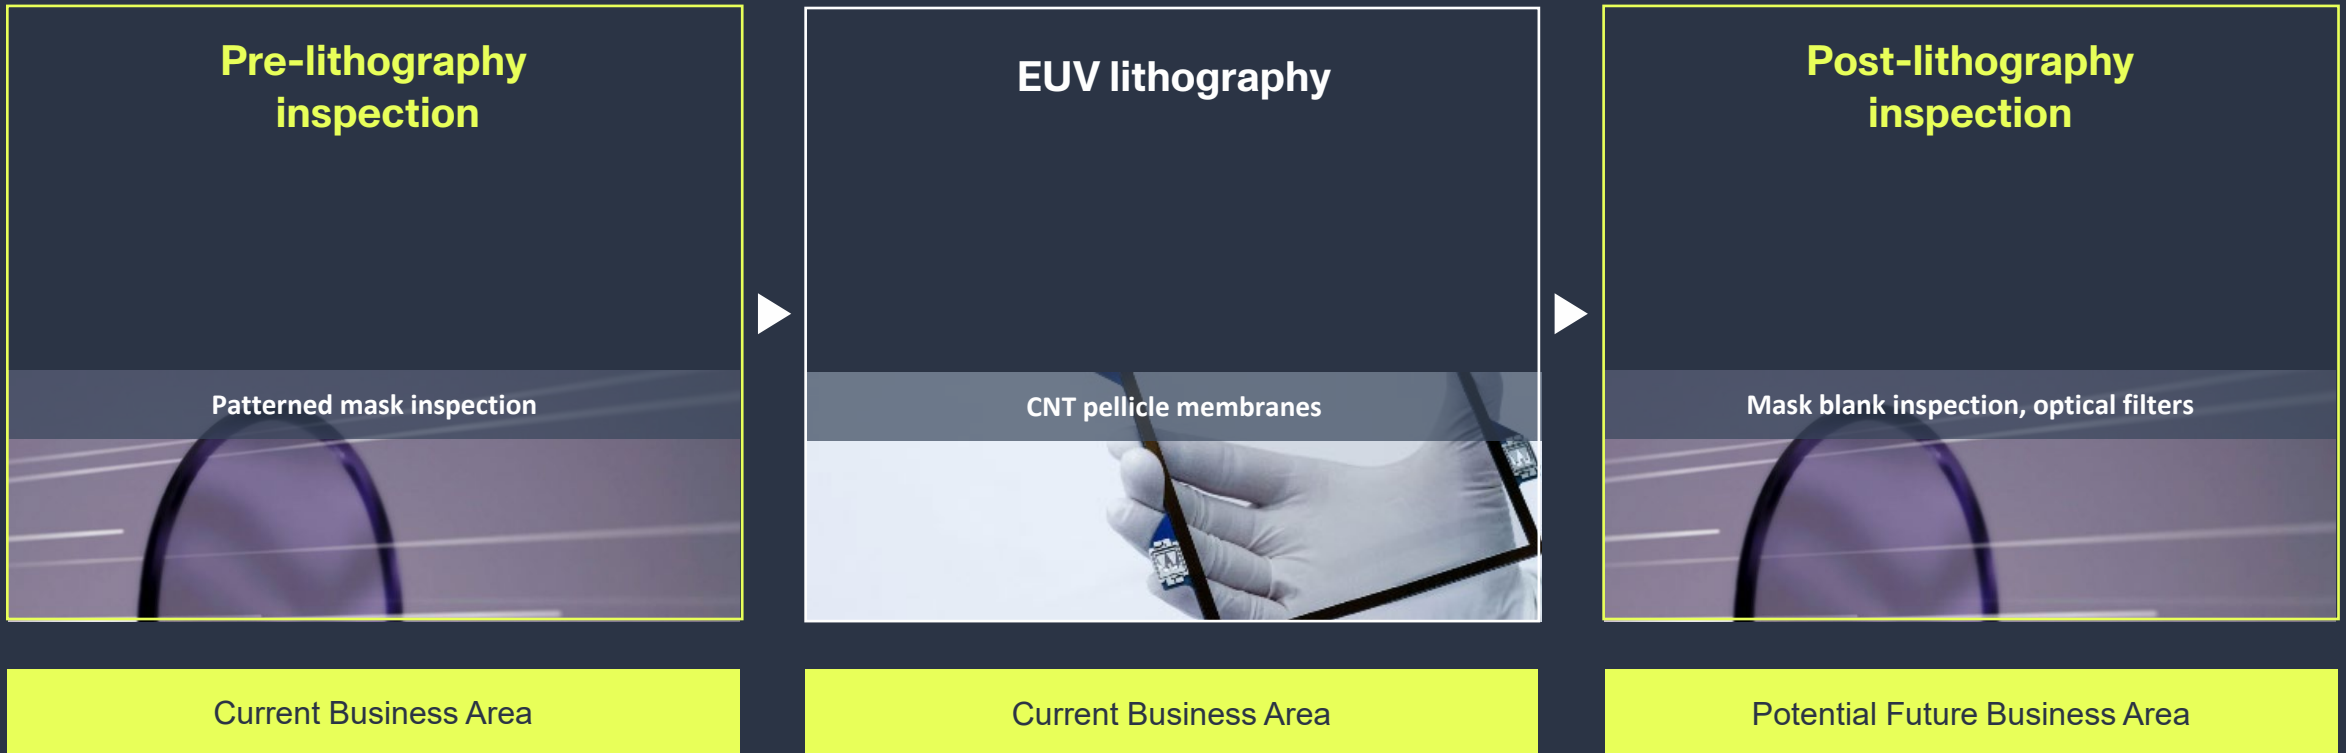 Pre-lithography
inspection
Patterned mask inspection
Current Business Area
EUV lithography
CNT pellicle membranes
Current Business Area
Post-lithography
inspection
Mask blank inspection, optical filters
Potential Future Business Area